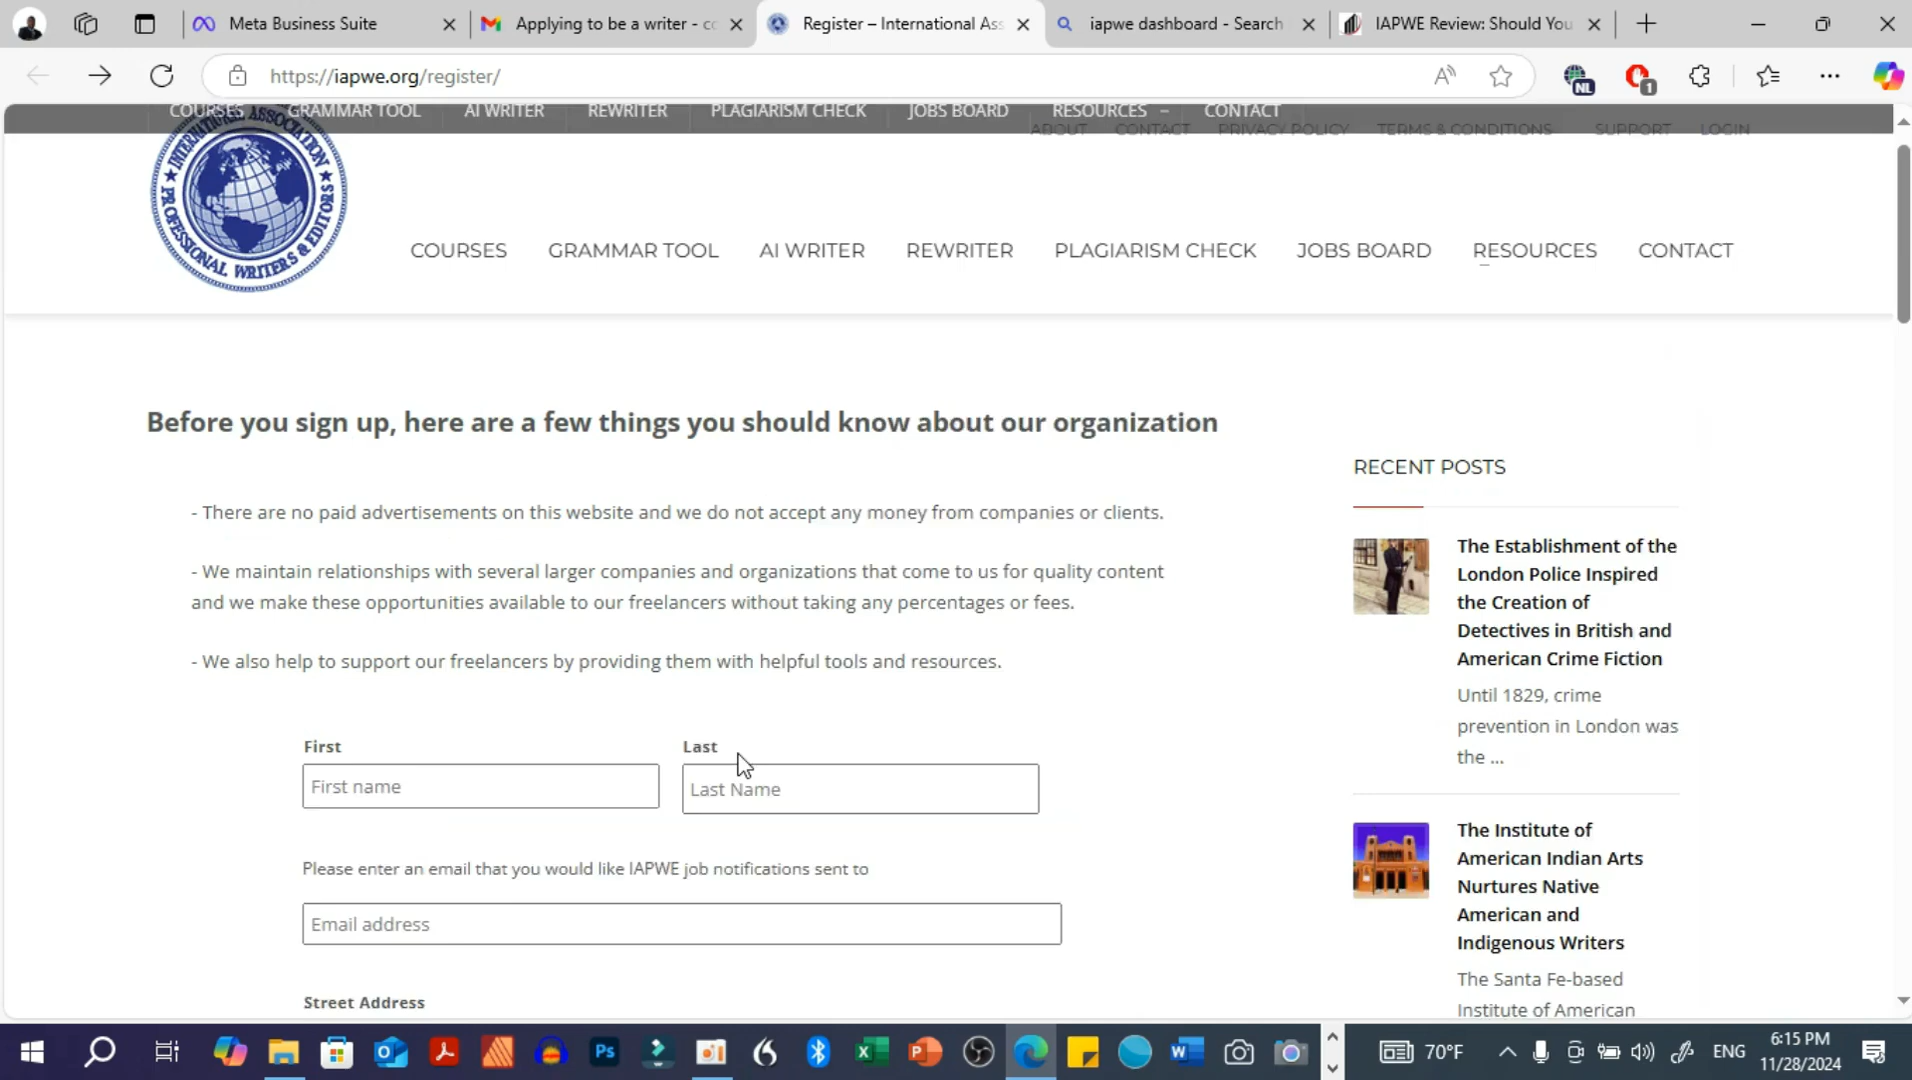 Meta Business Suite
Applying to be a writer - co
Register – International Ass
iapwe dashboard - Search
IAPWE Review: Should You
https://iapwe.org/register/
NL
1
COURSES GRAMMAR TOOL AI WRITER REWRITER PLAGIARISM CHECK JOBS BOARD RESOURCES CONTACT
ABOUT CONTACT PRIVACY POLICY TERMS & CONDITIONS SUPPORT LOGIN
INTERNATIONAL ASSOCIATION
PROFESSIONAL WRITERS & EDITORS
COURSES GRAMMAR TOOL AI WRITER REWRITER PLAGIARISM CHECK JOBS BOARD RESOURCES CONTACT
Before you sign up, here are a few things you should know about our organization
- There are no paid advertisements on this website and we do not accept any money from companies or clients.
- We maintain relationships with several larger companies and organizations that come to us for quality content
and we make these opportunities available to our freelancers without taking any percentages or fees.
- We also help to support our freelancers by providing them with helpful tools and resources.
First
Last
First name
Last Name
Please enter an email that you would like IAPWE job notifications sent to
Email address
Street Address
RECENT POSTS
The Establishment of the
London Police Inspired
the Creation of
Detectives in British and
American Crime Fiction
Until 1829, crime
prevention in London was
the ...
The Institute of
American Indian Arts
Nurtures Native
American and
Indigenous Writers
The Santa Fe-based
Institute of American
Ps
70°F
ENG
6:15 PM
11/28/2024